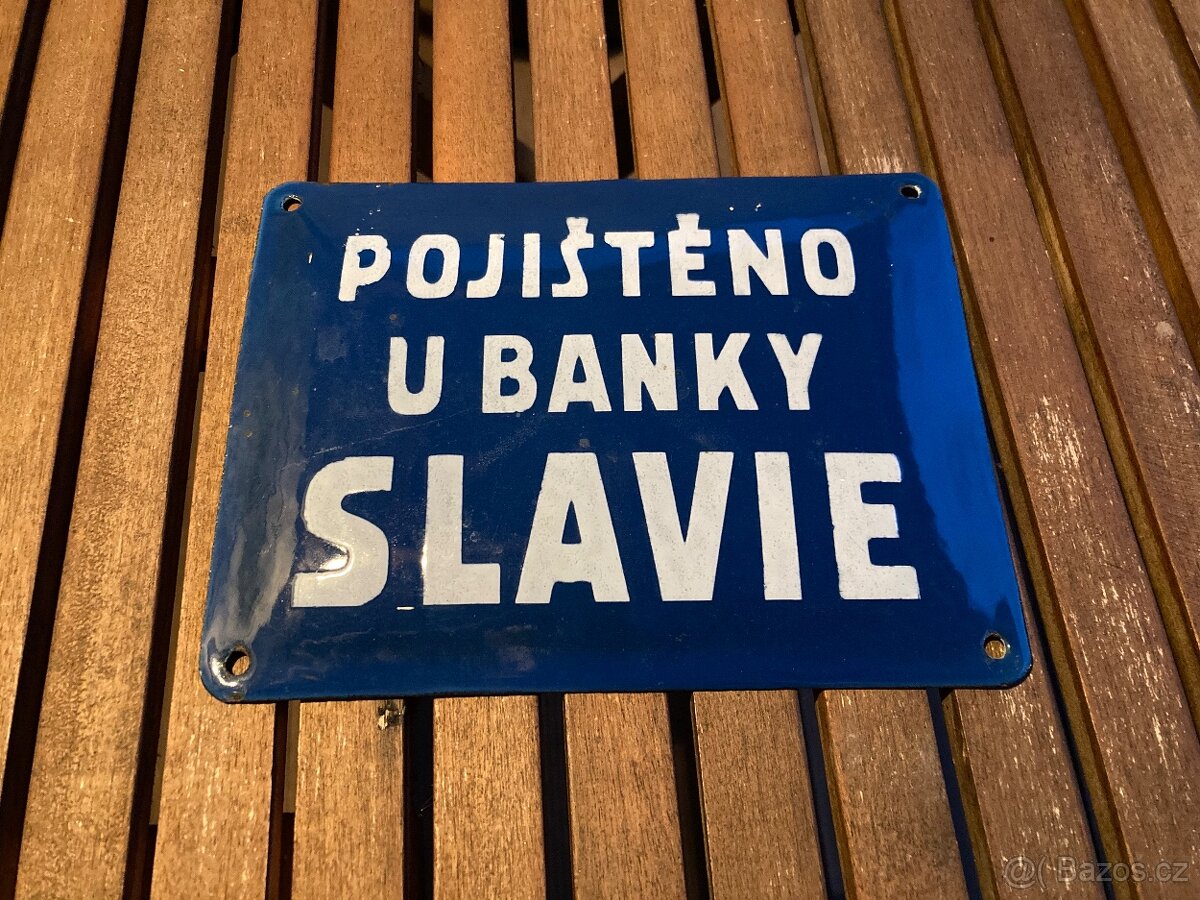 POJIŠTĚNO
U BANKY
SLAVIE
@( Bazos.cz